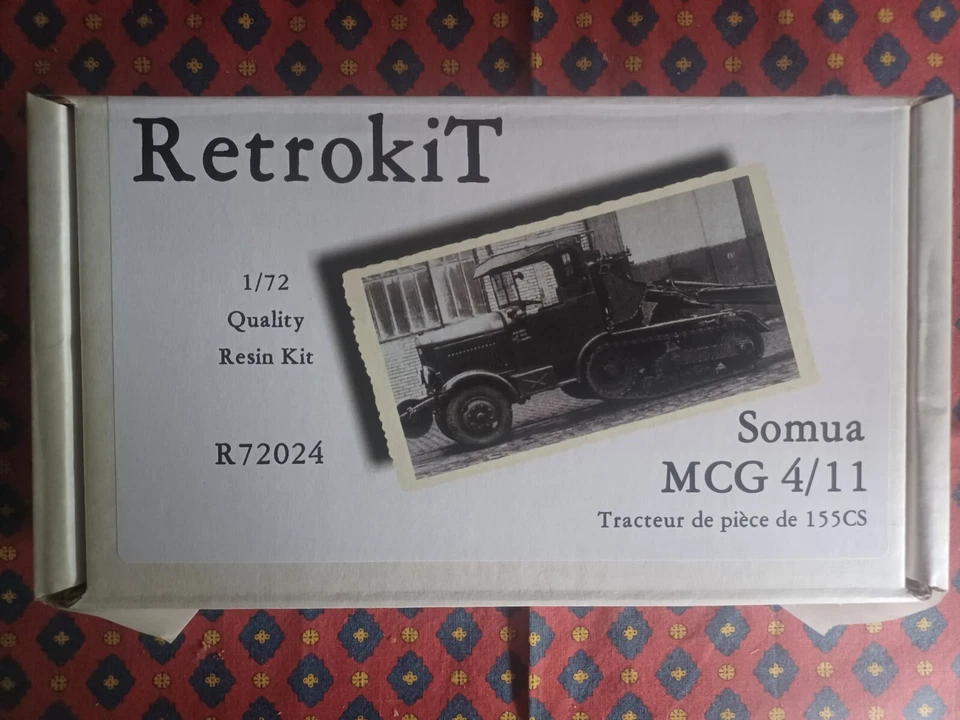 RetrokiT
1/72
Quality
Resin Kit
R72024
Somua
MCG 4/11
Tracteur de pièce de 155CS